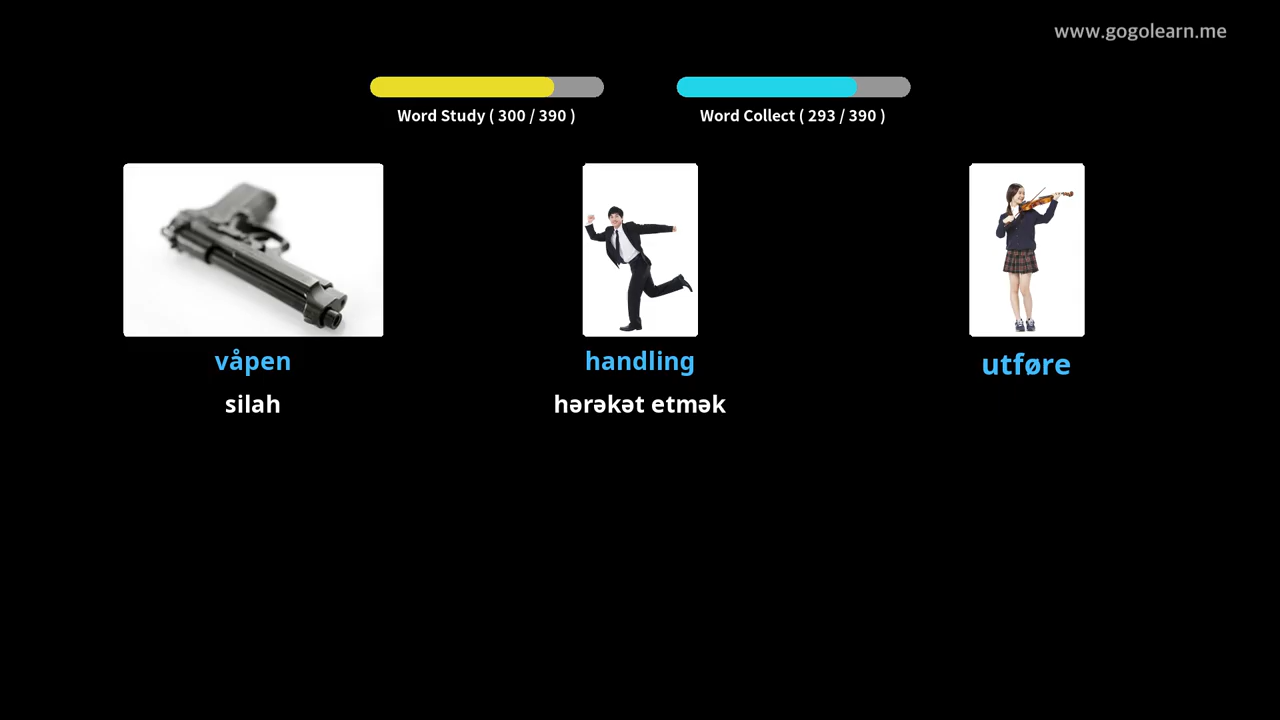 www.gogolearn.me
Word Study ( 300 / 390 )
Word Collect ( 293 / 390 )
våpen
handling
utføre
silah
hərəkət etmək